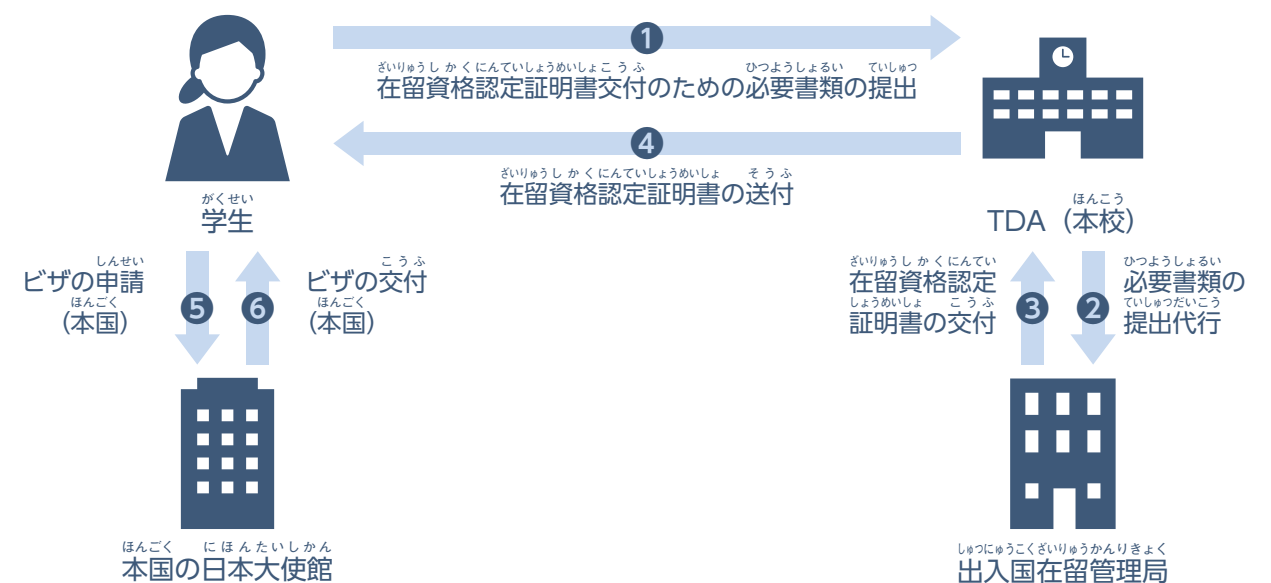 ❶
ざいりゅうしかくにんていしょうめいしょこうふ ひつようしょるい ていしゅつ
在留資格認定証明書交付のための必要書類の提出
❹
ざいりゅうしかくにんていしょうめいしょ そうふ
在留資格認定証明書の送付
がくせい
学生
ほんこう
TDA（本校）
しんせい
ビザの申請
ほんごく
（本国）
❺
❻
こうふ
ビザの交付
ほんごく
（本国）
ざいりゅうしかくにんてい
在留資格認定
しょうめいしょ こうふ
証明書の交付
❸
❷
ひつようしょるい
必要書類の
ていしゅつだいこう
提出代行
ほんごく にほんたいしかん
本国の日本大使館
しゅつにゅうこくざいりゅうかんりきょく
出入国在留管理局